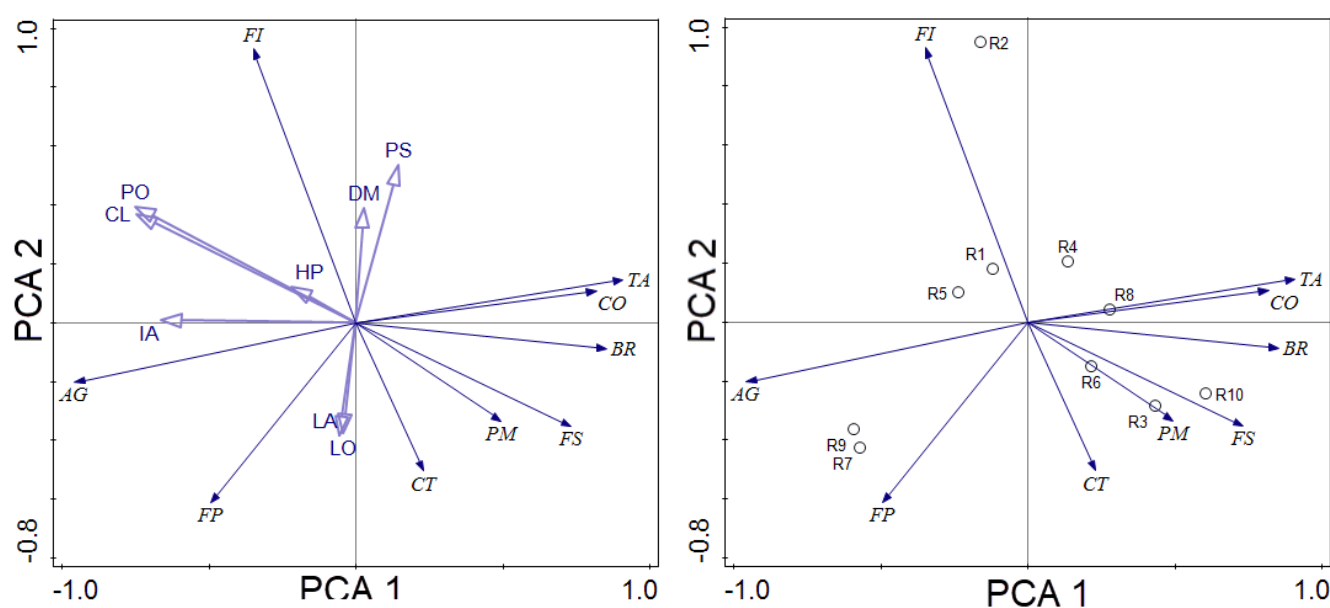 1.0
PCA 2
-0.8
FI
PS
DM
PO
CL
HP
IA
TA
CO
BR
AG
LA
LO
PM
FS
CT
FP
-1.0
PCA 1
1.0
1.0
PCA 2
-0.8
FI
R2
R1
R4
R5
R8
TA
CO
BR
R6
AG
R10
R3
PM
FS
R9
R7
CT
FP
-1.0
PCA 1
1.0